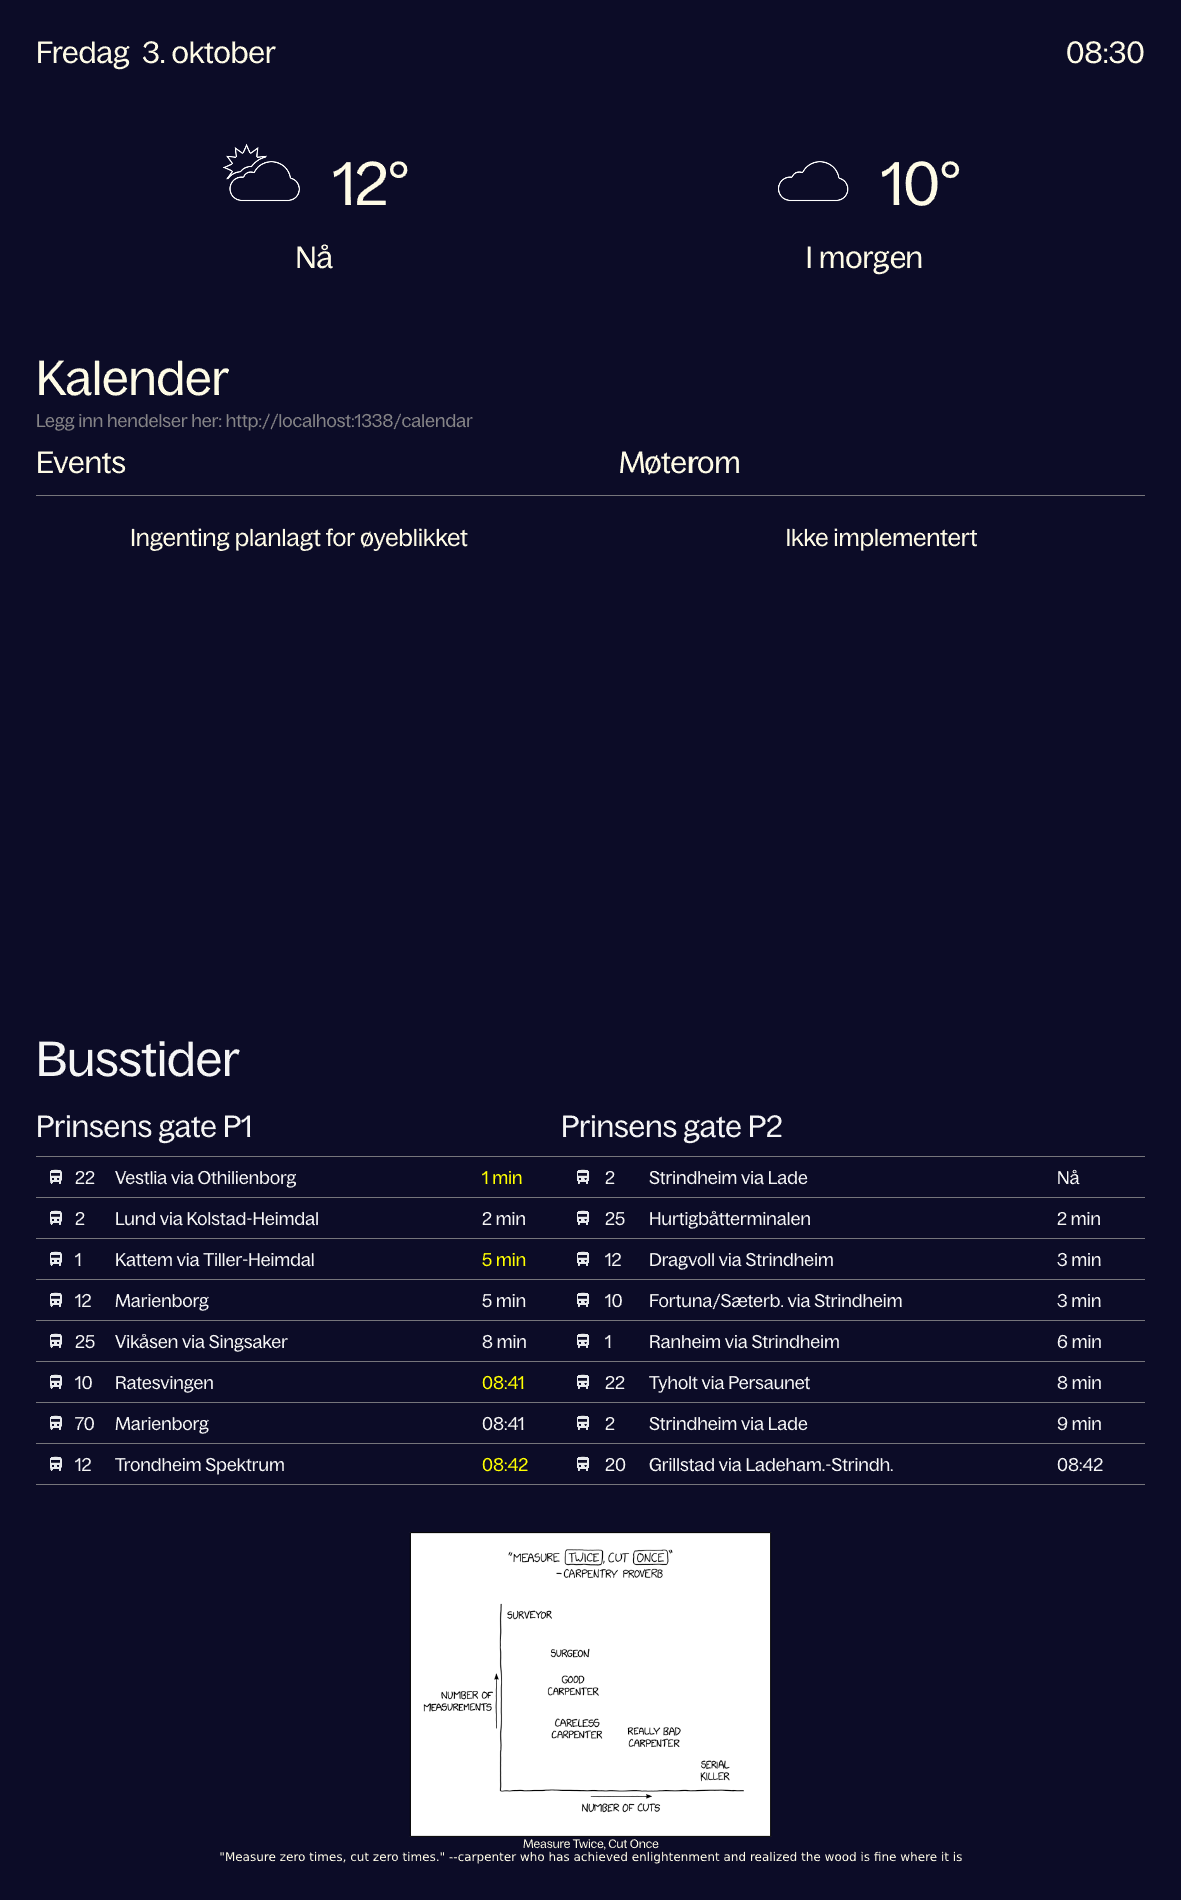 Fredag 3. oktober
08:30
12°
Nå
10°
I morgen
Kalender
Legg inn hendelser her: http://localhost:1338/calendar
Events
Møterom
Ingenting planlagt for øyeblikket
Ikke implementert
Busstider
Prinsens gate P1
22 Vestlia via Othilienborg 1 min
2 Lund via Kolstad-Heimdal 2 min
1 Kattem via Tiller-Heimdal 5 min
12 Marienborg 5 min
25 Vikåsen via Singsaker 8 min
10 Ratesvingen 08:41
70 Marienborg 08:41
12 Trondheim Spektrum 08:42
Prinsens gate P2
2 Strindheim via Lade Nå
25 Hurtigbåtterminalen 2 min
12 Dragvoll via Strindheim 3 min
10 Fortuna/Sæterb. via Strindheim 3 min
1 Ranheim via Strindheim 6 min
22 Tyholt via Persaunet 8 min
2 Strindheim via Lade 9 min
20 Grillstad via Ladeham.-Strindh. 08:42
"MEASURE TWICE, CUT ONCE"
-CARPENTRY PROVERB
SURVEYOR
SURGEON
GOOD
CARPENTER
NUMBER OF
MEASUREMENTS
CARELESS
CARPENTER
REALLY BAD
CARPENTER
SERIAL
KILLER
NUMBER OF CUTS
Measure Twice, Cut Once
"Measure zero times, cut zero times." --carpenter who has achieved enlightenment and realized the wood is fine where it is